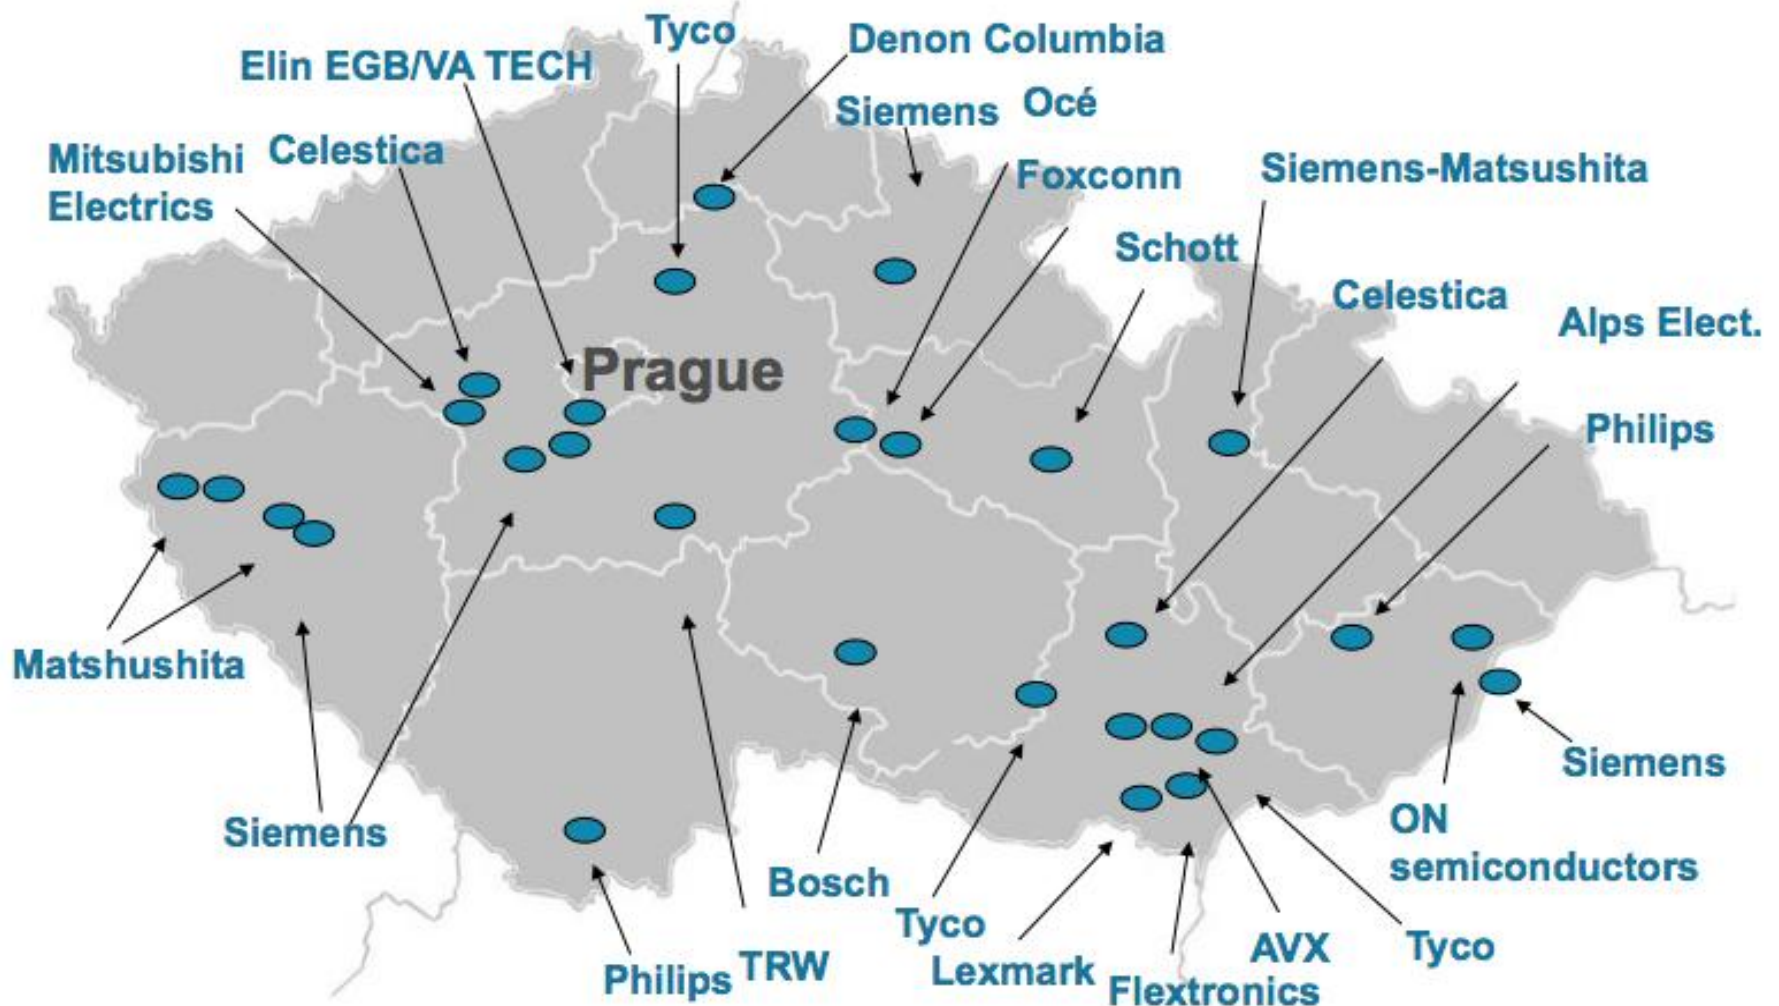 Tyco
Denon Columbia
Elin EGB/VA TECH
Siemens
Océ
Mitsubishi
Electrics
Celestica
Foxconn
Siemens-Matsushita
Schott
Celestica
Alps Elect.
Prague
Philips
Matshushita
Siemens
Siemens
ON
semiconductors
Bosch
Tyco
Lexmark
Flextronics
AVX
Tyco
Philips
TRW